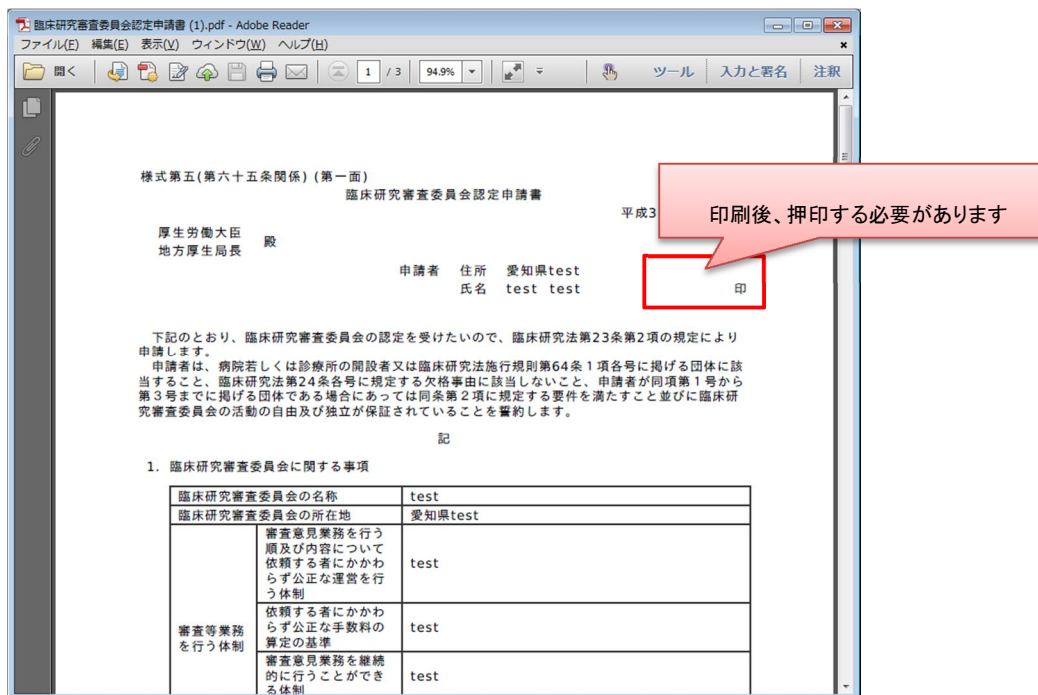 臨床研究審査委員会認定申請書 (1).pdf - Adobe Reader
ファイル(F) 編集(E) 表示(V) ウィンドウ(W) ヘルプ(H)
開く 1 / 3 94.9% ツール 入力と署名 注釈
様式第五(第六十五条関係) (第一面)
臨床研究審査委員会認定申請書
平成3
印刷後、押印する必要があります
厚生労働大臣
地方厚生局長
殿
申請者 住所 愛知県test
氏名 test test 印
下記のとおり、臨床研究審査委員会の認定を受けたいので、臨床研究法第23条第2項の規定により
申請します。
申請者は、病院若しくは診療所の開設者又は臨床研究法施行規則第64条1項各号に掲げる団体に該
当すること、臨床研究法第24条各号に規定する欠格事由に該当しないこと、申請者が同項第1号から
第3号までに掲げる団体である場合にあっては同条第2項に規定する要件を満たすこと並びに臨床研
究審査委員会の活動の自由及び独立が保証されていることを誓約します。
記
1. 臨床研究審査委員会に関する事項
臨床研究審査委員会の名称 test
臨床研究審査委員会の所在地 愛知県test
審査等業務
を行う体制
審査意見業務を行う
順及び内容について
依頼する者にかかわ
らず公正な運営を行
う体制
test
依頼する者にかかわ
らず公正な手数料の
算定の基準
test
審査意見業務を継続
的に行うことができ
る体制
test